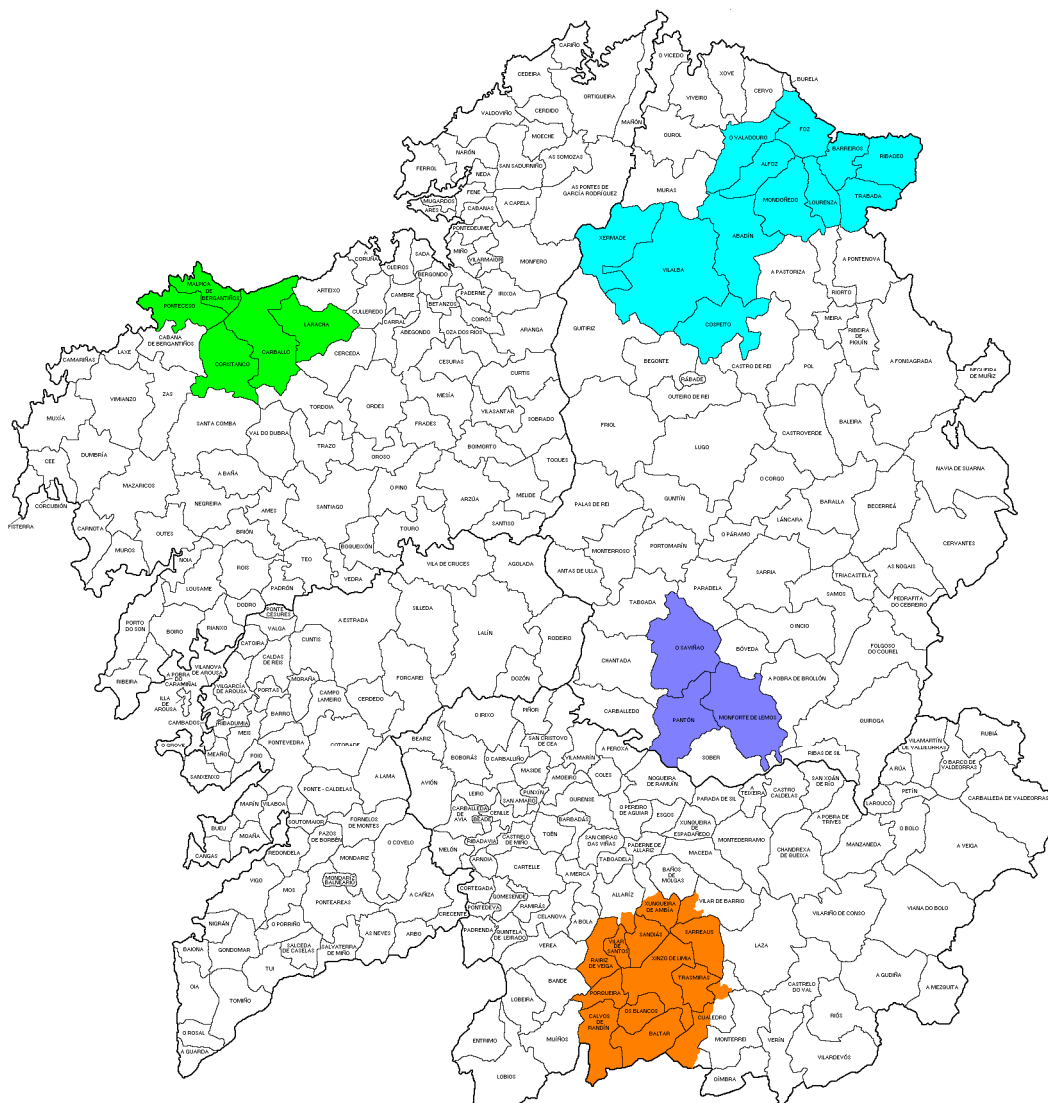 CARIÑO
O VICEDO
CEDEIRA
XOVE
BURELA
ORTIGUEIRA
VIVEIRO
CERVO
VALDOVIÑO
CERDIDO
MAÑÓN
MOECHE
OUROL
O VALADOURO
FOZ
NARÓN
AS SOMOZAS
BARREIROS
RIBADEO
FERROL
SAN SADURNIÑO
ALFOZ
NEDA
FENE
AS PONTES DE
GARCÍA RODRÍGUEZ
MURAS
MONDOÑEDO
LOURENZA
TRABADA
MUGARDOS
ARES
CABANAS
A CAPELA
PONTEDEUME
XERMADE
ABADÍN
MIÑO
VILARMAIOR
MONFERO
VILALBA
A PONTENOVA
A
CORUÑA
SADA
OLEIROS
BERGONDO
A PASTORIZA
MALPICA
DE
BERGANTIÑOS
ARTEIXO
CAMBRE
PADERNE
IRIXOA
RIORTO
PONTECESO
LARACHA
CULLEREDO
CARRAL
BETANZOS
COIRÓS
COSPEITO
MEIRA
ABEGONDO
OZA DOS RIOS
ARANGA
GUITIRIZ
RIBEIRA
DE
PIQUÍN
CABANA
DE BERGANTIÑOS
CARBALLO
CERCEDA
CESURAS
BEGONTE
CASTRO DE REI
POL
A FONSAGRADA
LAXE
CAMARIÑAS
CORISTANCO
CURTIS
RÁBADE
NEGUEIRA
DE MUÑIZ
VIMIANZO
ZAS
TORDOIA
ORDES
MESÍA
OUTEIRO DE REI
MUXÍA
SANTA COMBA
VAL DO DUBRA
FRADES
VILASANTAR
SOBRADO
FRIOL
CASTROVERDE
BALEIRA
DUMBRÍA
TRAZO
OROSO
BOIMORTO
LUGO
CEE
A BAÑA
TOQUES
NAVIA DE SUARNA
CORCUBIÓN
MAZARICOS
O PINO
O CORGO
FISTERRA
CARNOTA
NEGREIRA
AMES
SANTIAGO
ARZÚA
MELIDE
PALAS DE REI
GUNTÍN
BARALLA
BECERREÁ
OUTES
BRIÓN
TOURO
SANTISO
LÁNCARA
MUROS
BOQUEIXÓN
MONTERROSO
PORTOMARÍN
O PÁRAMO
CERVANTES
NOIA
ROIS
TEO
VEDRA
VILA DE CRUCES
AGOLADA
ANTAS DE ULLA
SARRIA
TRIACASTELA
AS NOGAIS
LOUSAME
PADRÓN
PARADELA
SAMOS
PEDRAFITA
DO CEBREIRO
DODRO
PONTE
CESURES
SILLEDA
TABOADA
PORTO
DO SON
BOIRO
RIANXO
VALGA
A ESTRADA
LALÍN
RODEIRO
O INCIO
CATOIRA
CUNTIS
O SAVIÑAO
BÓVEDA
FOLGOSO
DO COUREL
CALDAS
DE REIS
CHANTADA
RIBEIRA
A POBRA
DO
CARAMIÑAL
VILANOVA
DE AROUSA
MORAÑA
FORCAREI
DOZÓN
A POBRA DE BROLLÓN
VILGARCÍA
DE AROUSA
PORTAS
CAMPO
LAMEIRO
CERDEDO
ILLA
DE
AROUSA
CARBALLEDO
PANTÓN
MONFORTE DE LEMOS
QUIROGA
CAMBADOS
RIBADUMIA
BARRO
O IRIXO
PIÑOR
MEIS
O GROVE
MEAÑO
PONTEVEDRA
COTOBADE
BEARIZ
SAN CRISTOVO
DE CEA
A PEROXA
SOBER
RIBAS DE SIL
VILAMARTÍN
DE VALDEORRAS
RUBIÁ
POIO
BOBORÁS
O CARBALLIÑO
VILAMARÍN
O BARCO
DE VALDEORRAS
SANXENXO
A LAMA
AVIÓN
MASIDE
AMOEIRO
COLES
NOGUEIRA
DE RAMUÍN
A RÚA
PETÍN
PONTE - CALDELAS
LEIRO
PUNXÍN
A
TEIXEIRA
CASTRO
CALDELAS
SAN XOÁN
DE RÍO
LAROUCO
CARBALLEDA DE VALDEORRAS
MARÍN
VILABOA
SAN AMARO
OURENSE
PARADA DE SIL
CARBALLEDA
DE
AVIA
CENLLE
O PEREIRO
DE AGUIAR
ESGOS
SOUTOMAIOR
FORNELOS
DE MONTES
BEADE
BARBADÁS
XUNQUEIRA
DE
ESPADAÑEDO
A POBRA DE
TRIVES
BUEU
MOAÑA
PAZOS
DE BORBÉN
TOÉN
O BOLO
CANGAS
O COVELO
RIBADAVIA
CASTRELO
DE MIÑO
SAN CIBRAO
DAS VIÑAS
PADERNE DE
ALLARIZ
MONTEDERRAMO
MANZANEDA
A VEIGA
REDONDELA
MONDARIZ
MELÓN
ARNOIA
TABOADELA
MACEDA
CHANDREXA
DE QUEIXA
VIGO
MONDARIZ
BALNEARIO
CARTELLE
A MERCA
BAÑOS
DE
MOLGAS
MOS
PONTEAREAS
A CAÑIZA
CORTEGADA
GOMESENDE
ALLARÍZ
XUNQUEIRA
DE AMBÍA
VILAR DE BARRIO
VIANA DO BOLO
NIGRÁN
O PORRIÑO
CRECENTE
PONTEDEVA
RAMIRÁS
CELANOVA
A BOLA
VILARIÑO DE CONSO
AS NEVES
ARBO
PADRENDA
QUINTELA
DE LEIRADO
SANDIÁS
SARREAUS
BAIONA
GONDOMAR
SALCEDA
DE CASELAS
SALVATERRA
DE MIÑO
VEREA
VILAR
DE
SANTOS
LAZA
TUI
RAIRIZ
DE VEIGA
XINZO DE LIMIA
OIA
BANDE
TRASMIRAS
A GUDIÑA
TOMIÑO
LOBEIRA
PORQUEIRA
CASTRELO
DO VAL
A MEZQUITA
CALVOS
DE
RANDÍN
OS BLANCOS
CUALEDRO
RIÓS
O ROSAL
ENTRIMO
MUÍÑOS
BALTAR
MONTERREI
VERÍN
A GUARDA
VILARDEVÓS
LOBIOS
OÍMBRA